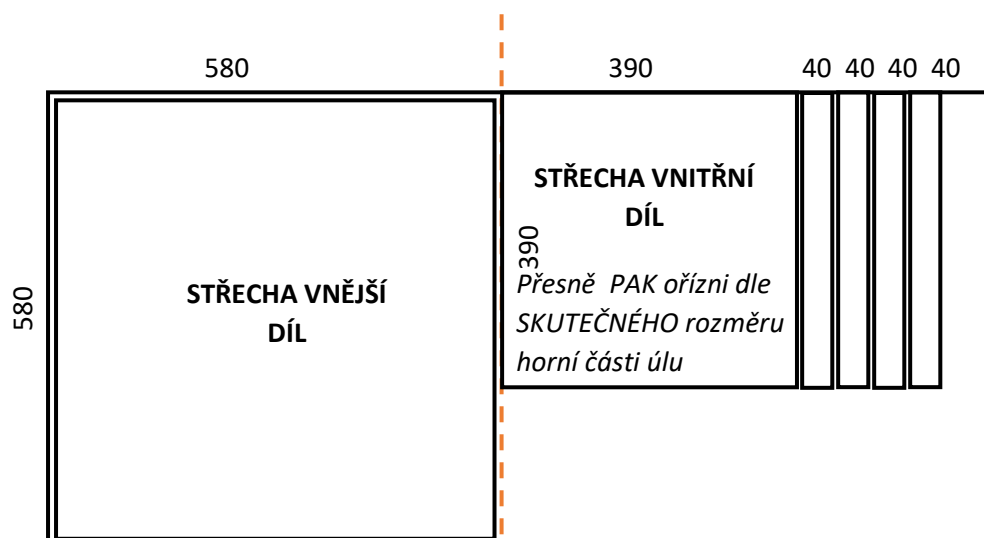 580 390 40 40 40 40
STŘECHA VNITŘNÍ
DÍL
390
Přesně PAK ořízni dle
SKUTEČNÉHO rozměru
horní části úlu
580
STŘECHA VNĚJŠÍ
DÍL